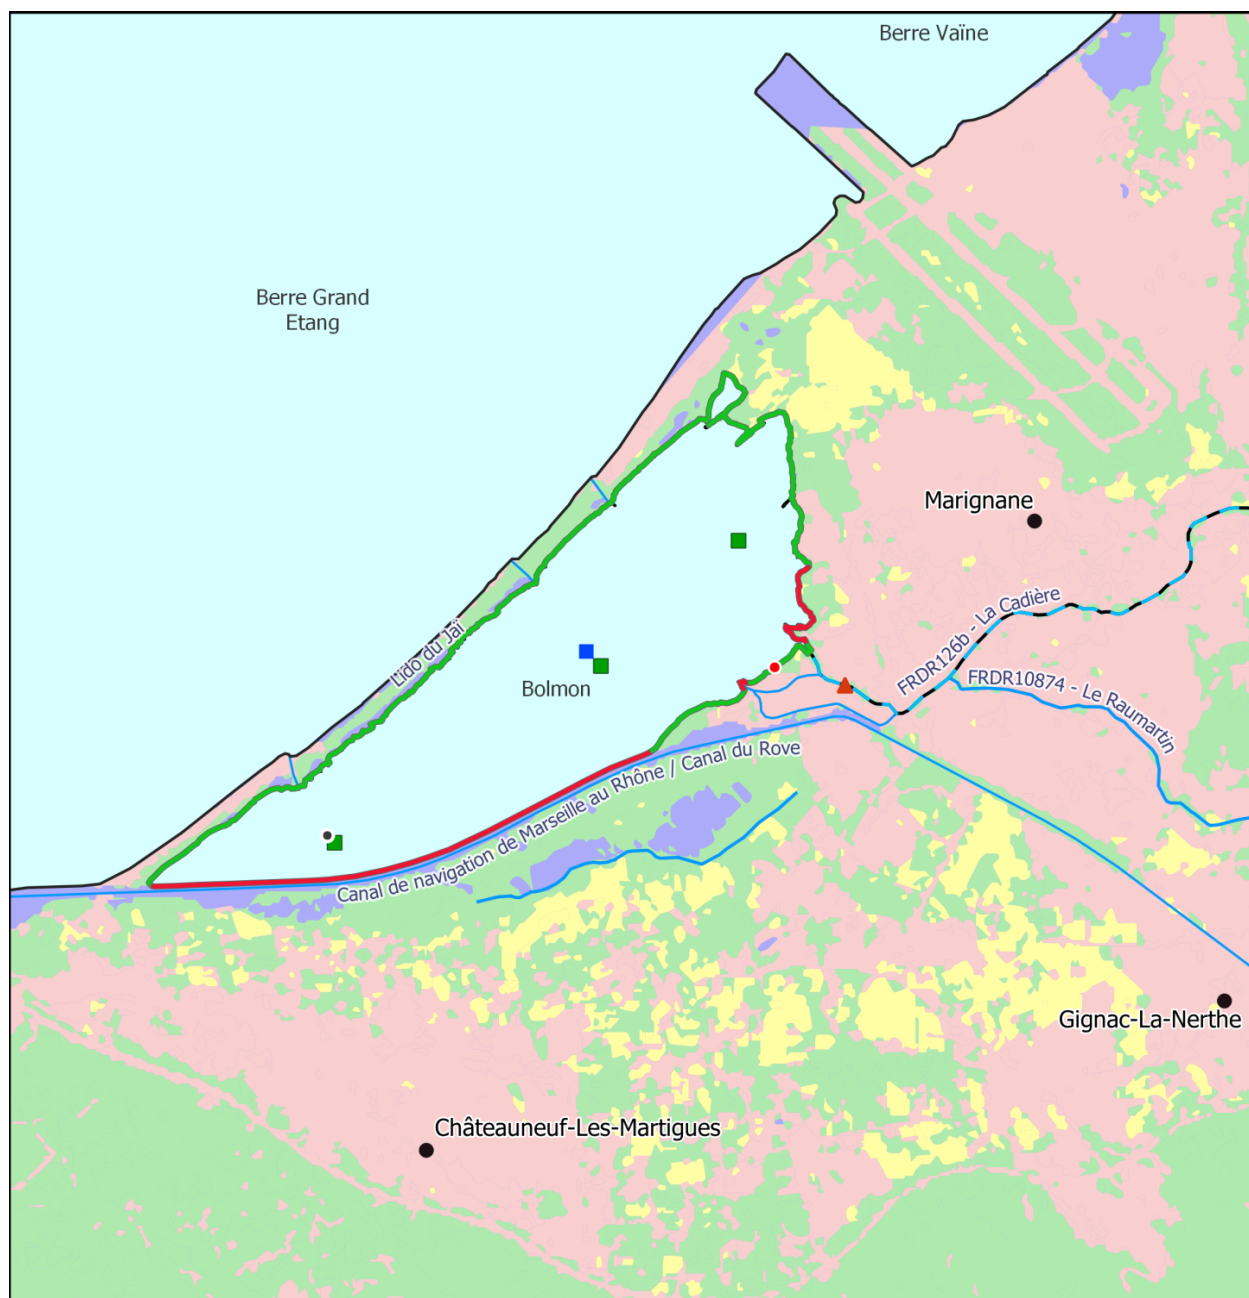 Berre Vaïne
Berre Grand
Etang
Marignane
FRDR126b - La Cadière
Lido du Jaï
FRDR10874 - Le Raumartin
Bolmon
Canal de navigation de Marseille au Rhône / Canal du Rove
Gignac-La-Nerthe
Châteauneuf-Les-Martigues